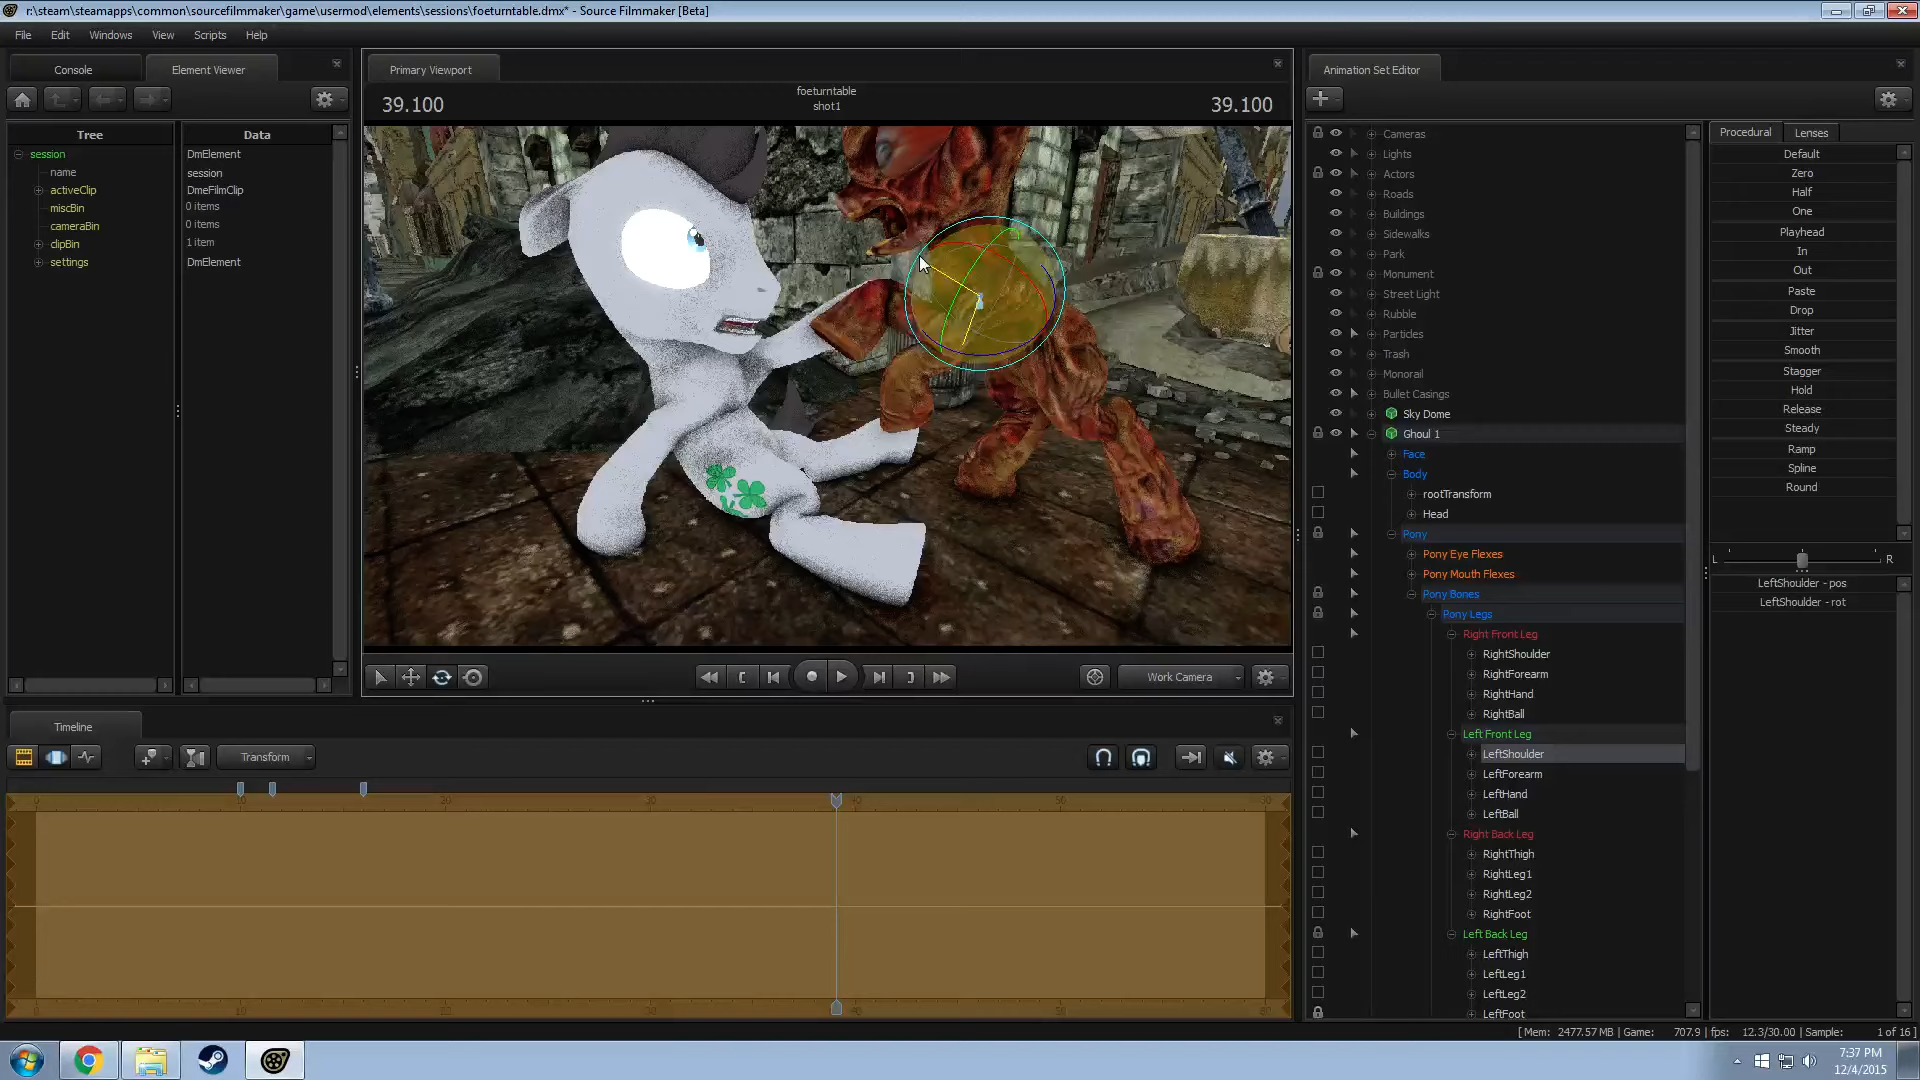 r:\steam\steamapps\common\sourcefilmmaker\game\usermod\elements\sessions\foeturntable.dmx* - Source Filmmaker [Beta]
File Edit Windows View Scripts Help
Console Element Viewer
Tree Data
session DmElement
name session
activeClip DmeFilmClip
miscBin 0 items
cameraBin 0 items
clipBin 1 item
settings DmElement
Primary Viewport
39.100 foeturntable 39.100
shot1
Work Camera
Timeline
Transform
0 10 20 30 40 50 60
Animation Set Editor
Cameras
Lights
Actors
Roads
Buildings
Sidewalks
Park
Monument
Street Light
Rubble
Particles
Trash
Monorail
Bullet Casings
Sky Dome
Ghoul 1
Face
Body
rootTransform
Head
Pony
Pony Eye Flexes
Pony Mouth Flexes
Pony Bones
Pony Legs
Right Front Leg
RightShoulder
RightForearm
RightHand
RightBall
Left Front Leg
LeftShoulder
LeftForearm
LeftHand
LeftBall
Right Back Leg
RightThigh
RightLeg1
RightLeg2
RightFoot
Left Back Leg
LeftThigh
LeftLeg1
LeftLeg2
LeftFoot
Procedural Lenses
Default
Zero
Half
One
Playhead
In
Out
Paste
Drop
Jitter
Smooth
Stagger
Hold
Release
Steady
Ramp
Spline
Round
L R
LeftShoulder - pos
LeftShoulder - rot
[ Mem: 2477.57 MB | Game: 707.9 | fps: 12.3/30.00 | Sample: 1 of 16 ]
7:37 PM
12/4/2015